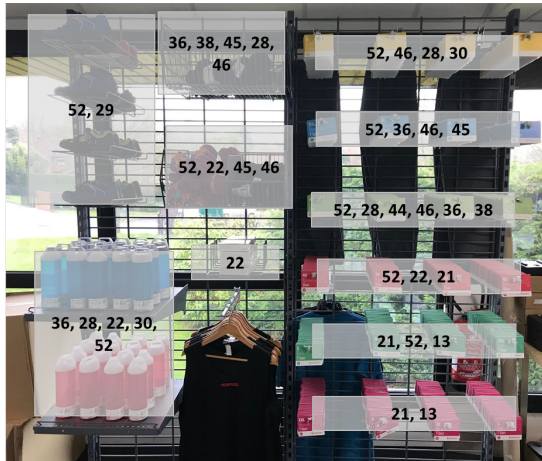 36, 38, 45, 28,
46
52, 46, 28, 30
52, 29
52, 36, 46, 45
52, 22, 45, 46
52, 28, 44, 46, 36, 38
22
52, 22, 21
36, 28, 22, 30,
52
21, 52, 13
21, 13